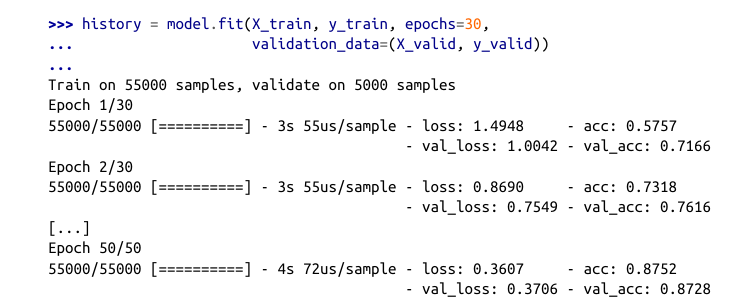 >>> history = model.fit(X_train, y_train, epochs=30,
... validation_data=(X_valid, y_valid))
...
Train on 55000 samples, validate on 5000 samples
Epoch 1/30
55000/55000 [==========] - 3s 55us/sample - loss: 1.4948 - acc: 0.5757
- val_loss: 1.0042 - val_acc: 0.7166
Epoch 2/30
55000/55000 [==========] - 3s 55us/sample - loss: 0.8690 - acc: 0.7318
- val_loss: 0.7549 - val_acc: 0.7616
[...]
Epoch 50/50
55000/55000 [==========] - 4s 72us/sample - loss: 0.3607 - acc: 0.8752
- val_loss: 0.3706 - val_acc: 0.8728